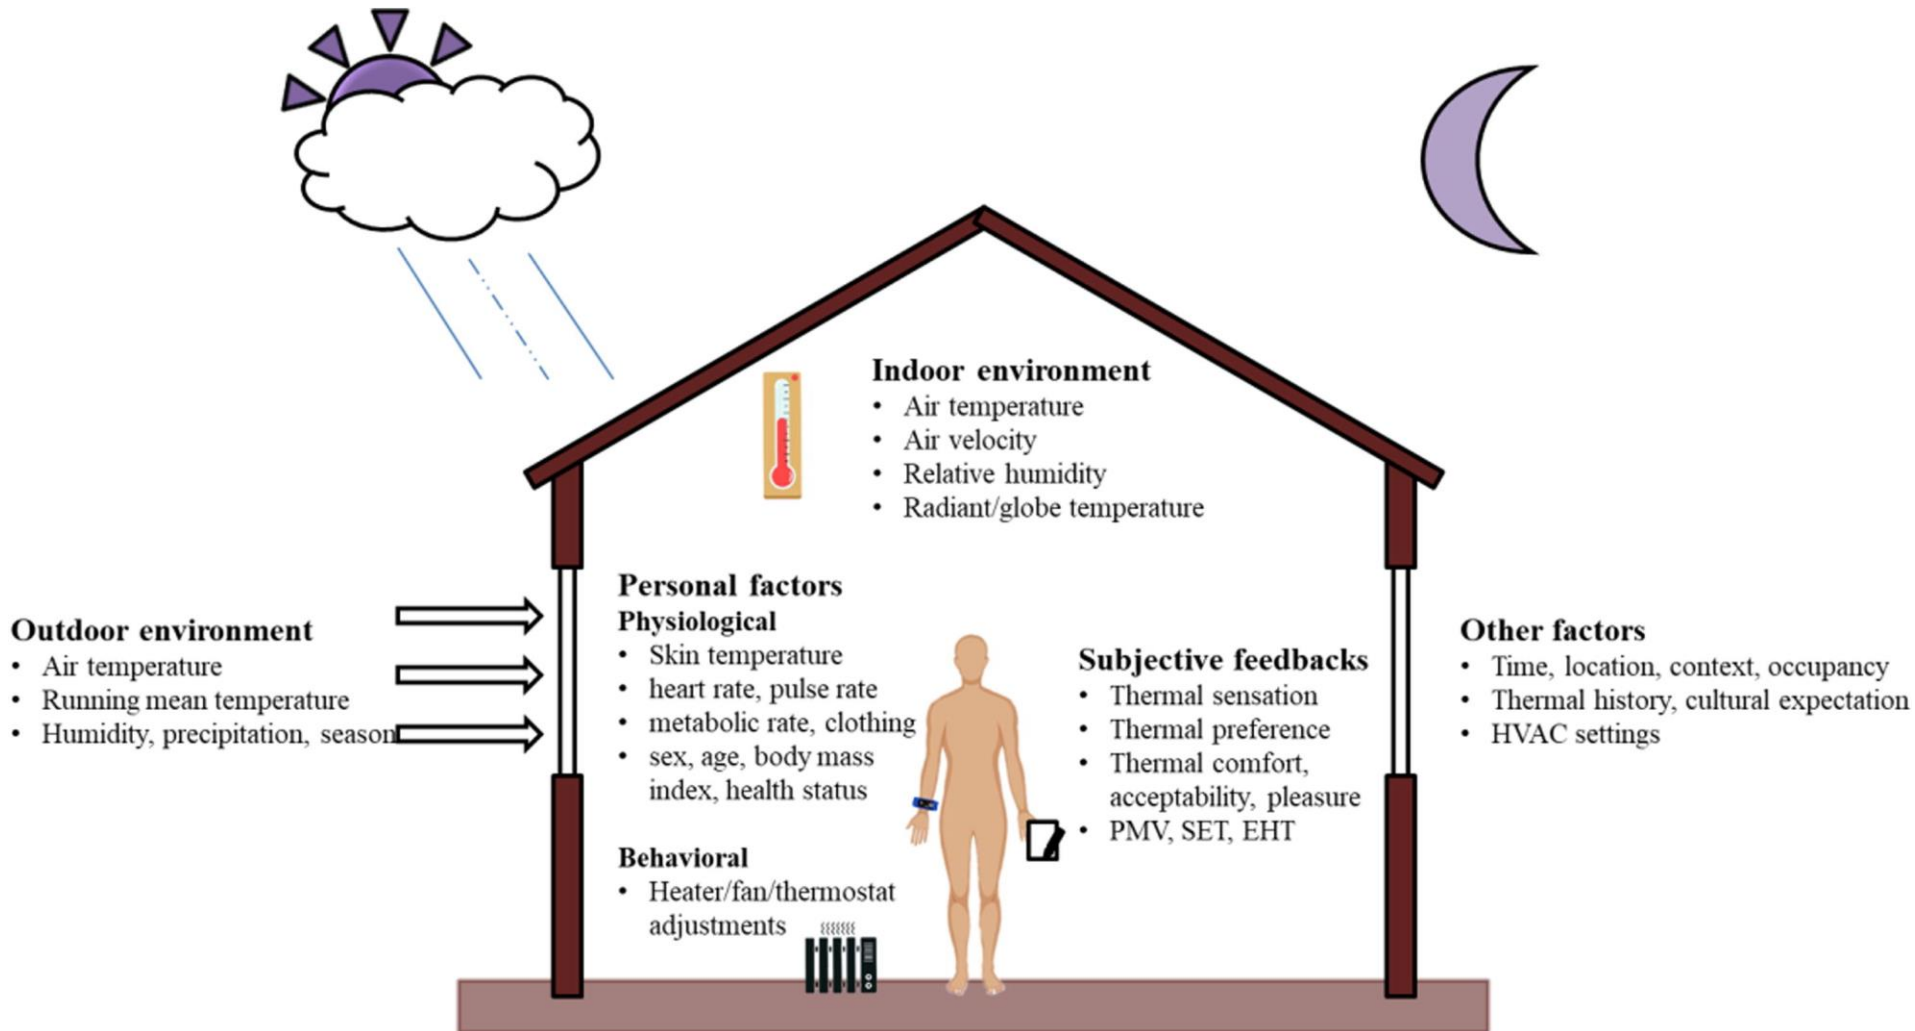 Indoor environment
• Air temperature
• Air velocity
• Relative humidity
• Radiant/globe temperature
Outdoor environment
• Air temperature
• Running mean temperature
• Humidity, precipitation, season
Personal factors
Physiological
• Skin temperature
• heart rate, pulse rate
• metabolic rate, clothing
• sex, age, body mass
index, health status
Behavioral
• Heater/fan/thermostat
adjustments
Subjective feedbacks
• Thermal sensation
• Thermal preference
• Thermal comfort,
acceptability, pleasure
• PMV, SET, EHT
Other factors
• Time, location, context, occupancy
• Thermal history, cultural expectation
• HVAC settings